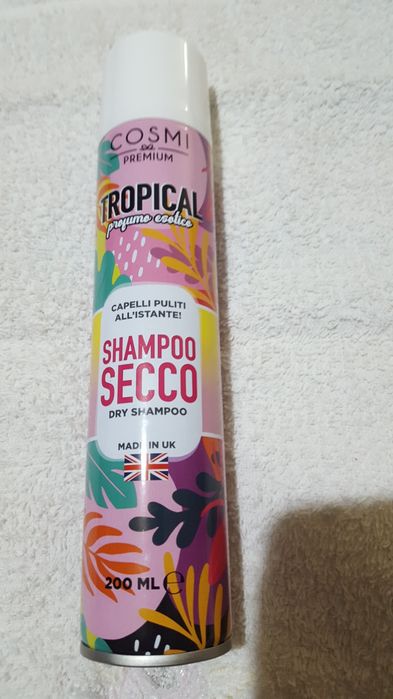 COSMI
PREMIUM
TROPICAL
profumo esotico
CAPELLI PULITI
ALL'ISTANTE!
SHAMPOO
SECCO
DRY SHAMPOO
MADE IN UK
200 ML ℮